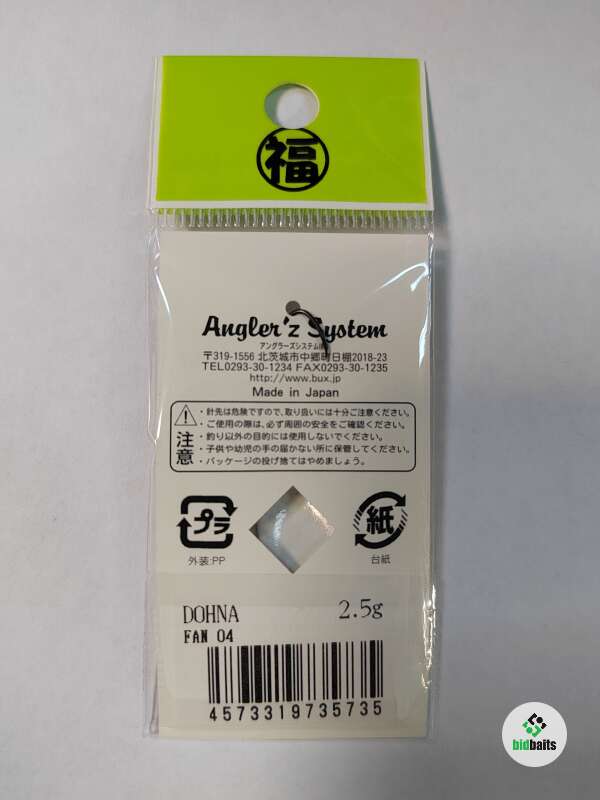 福
Angler'z System
アングラーズシステム
〒319-1556 北茨城市中郷町日棚2018-23
TEL0293-30-1234 FAX0293-30-1235
http://www.bux.jp
Made in Japan
注意
・針先は危険ですので、取り扱いには十分ご注意ください。
・ご使用の際は、必ず周囲の安全をご確認ください。
・釣り以外の目的には使用しないでください。
・子供や幼児の手の届かない所に保管してください。
・パッケージの投げ捨てはやめましょう。
プラ
紙
外装:PP
台紙
DOHNA 2.5g
FAN 04
4573319735735
bidbaits